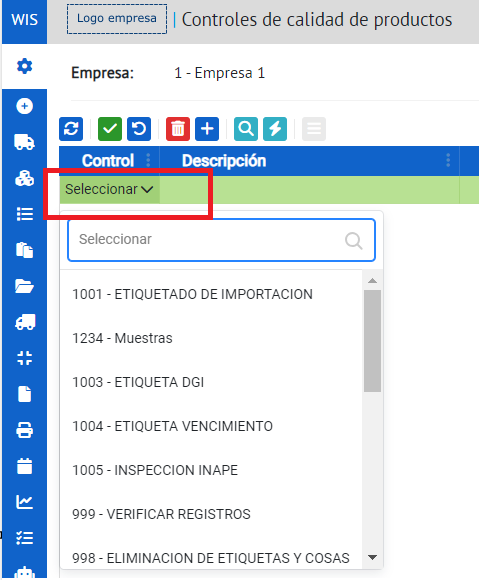 WIS
Logo empresa
Controles de calidad de productos
Empresa: 1 - Empresa 1
Control Descripción
Seleccionar
Seleccionar
1001 - ETIQUETADO DE IMPORTACION
1234 - Muestras
1003 - ETIQUETA DGI
1004 - ETIQUETA VENCIMIENTO
1005 - INSPECCION INAPE
999 - VERIFICAR REGISTROS
998 - ELIMINACION DE ETIQUETAS Y COSAS